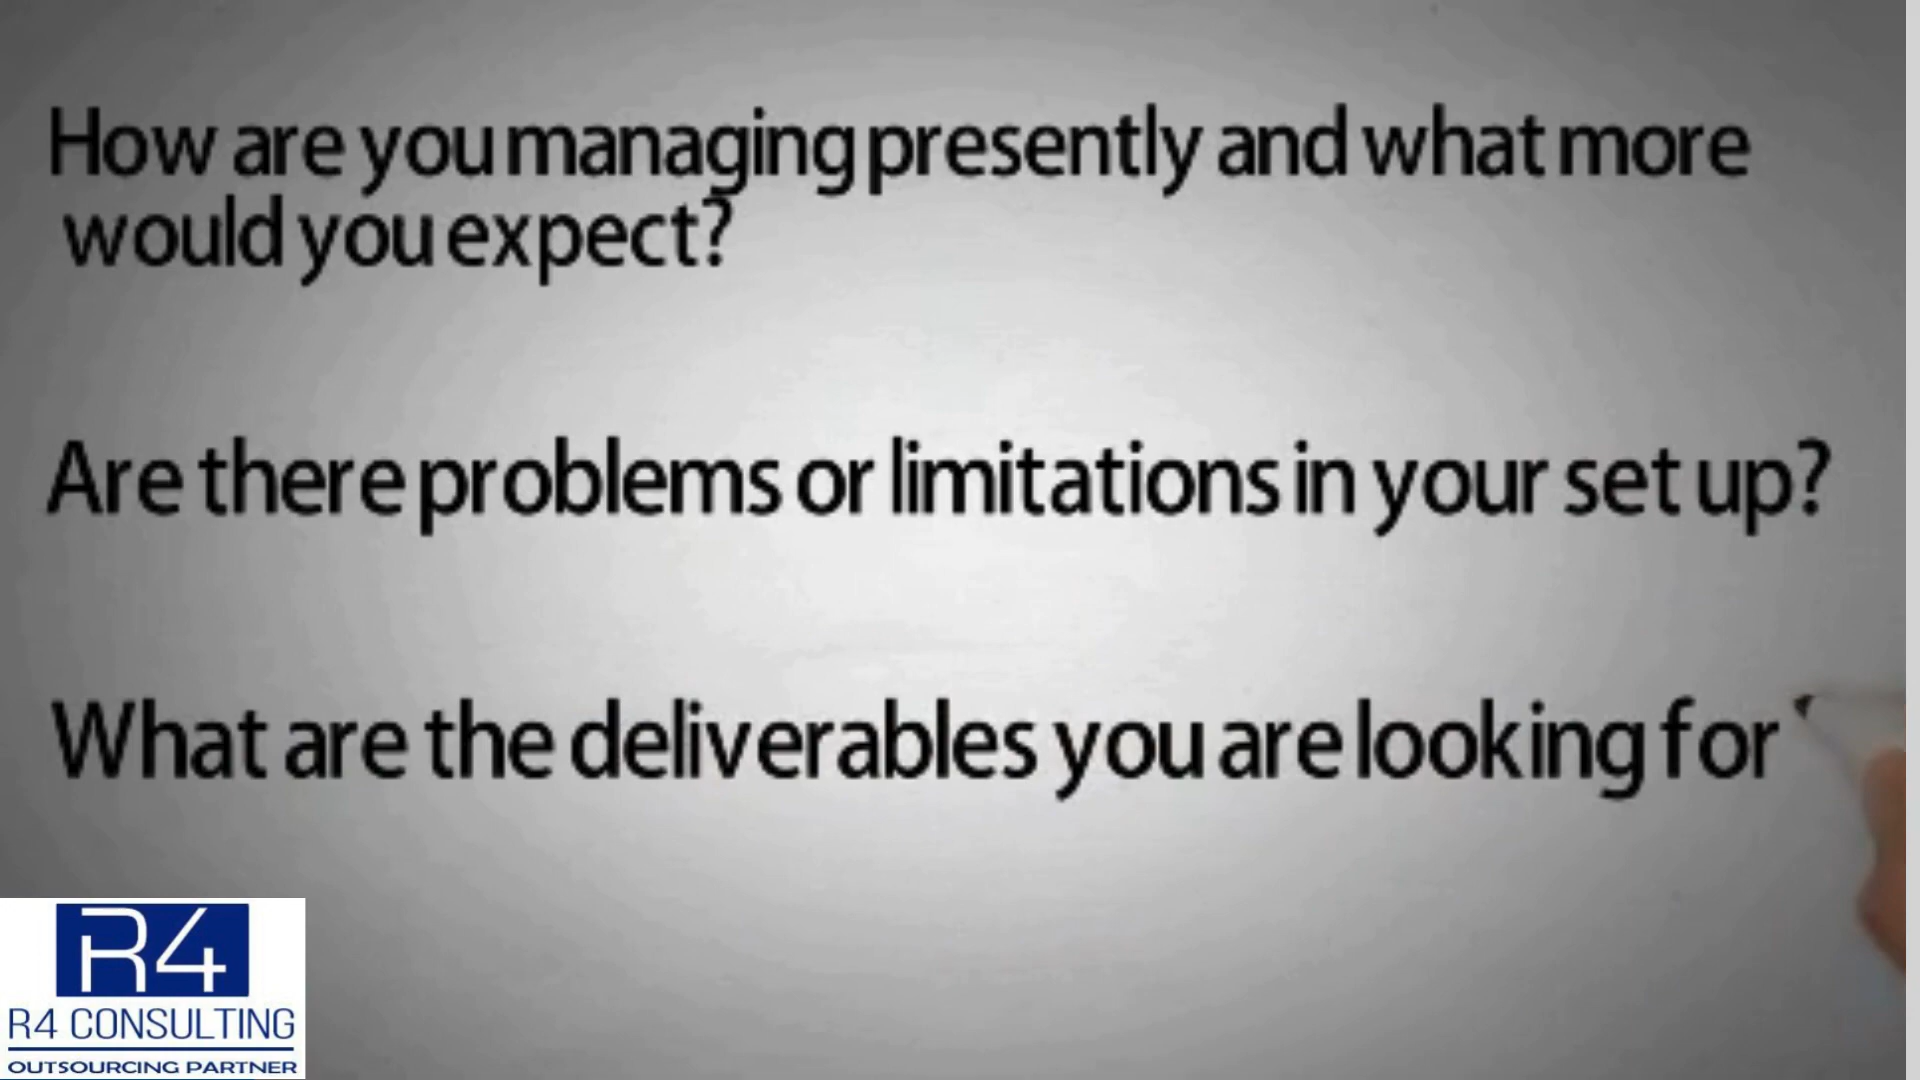 How are you managing presently and what more
would you expect?
Are there problems or limitations in your set up?
What are the deliverables you are looking for
R4
R4 CONSULTING
OUTSOURCING PARTNER